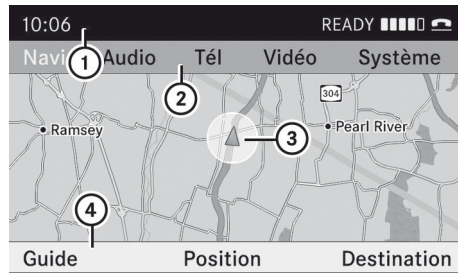 10:06 READY
Navi Audio Tél Vidéo Système
1
2
304
Ramsey
3
Pearl River
4
Guide Position Destination